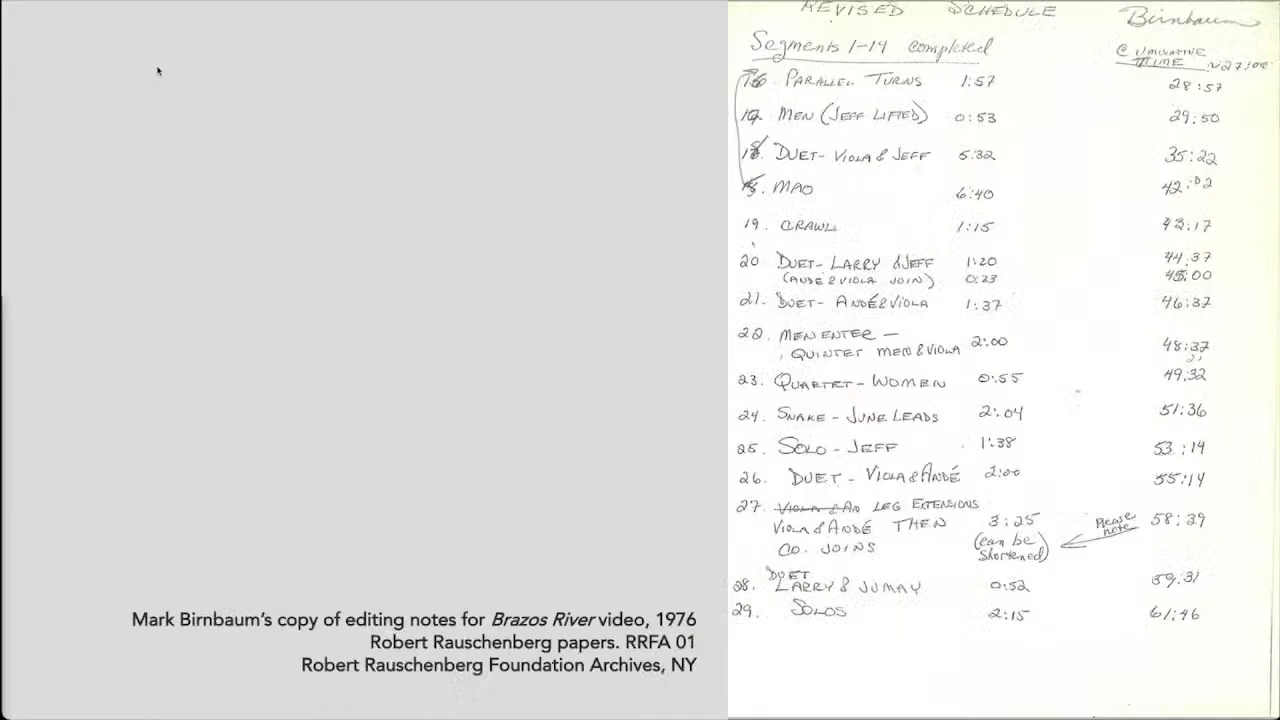 REVISED SCHEDULE Birnbaum
Segments 1-14 completed
CUMULATIVE
TIME ~27:00
16 PARALLEL TURNS 1:57 28:57
17. MEN (JEFF LIFTED) 0:53 29:50
18. DUET- VIOLA & JEFF 5:32 35:22
15. MAO 6:40 42:02
19. CRAWL 1:15 43:17
20 DUET- LARRY & JEFF 1:20 44:37
(ANDÉ & VIOLA JOIN) 0:23 45:00
21. DUET- ANDÉ & VIOLA 1:37 46:37
22. MEN ENTER —
QUINTET MEN & VIOLA 2:00 48:37
23. QUARTET - WOMEN 0:55 49:32
24. SNAKE - JUNE LEADS 2:04 51:36
25. SOLO - JEFF 1:38 53:14
26. DUET - VIOLA & ANDÉ 2:00 55:14
27. VIOLA & AN LEG EXTENSIONS
VIOLA & ANDÉ THEN 3:25 Please note 58:39
CO. JOINS (can be shortened)
28. DUET LARRY & JUMAY 0:52 59:31
29. SOLOS 2:15 61:46
Mark Birnbaum's copy of editing notes for Brazos River video, 1976
Robert Rauschenberg papers. RRFA 01
Robert Rauschenberg Foundation Archives, NY